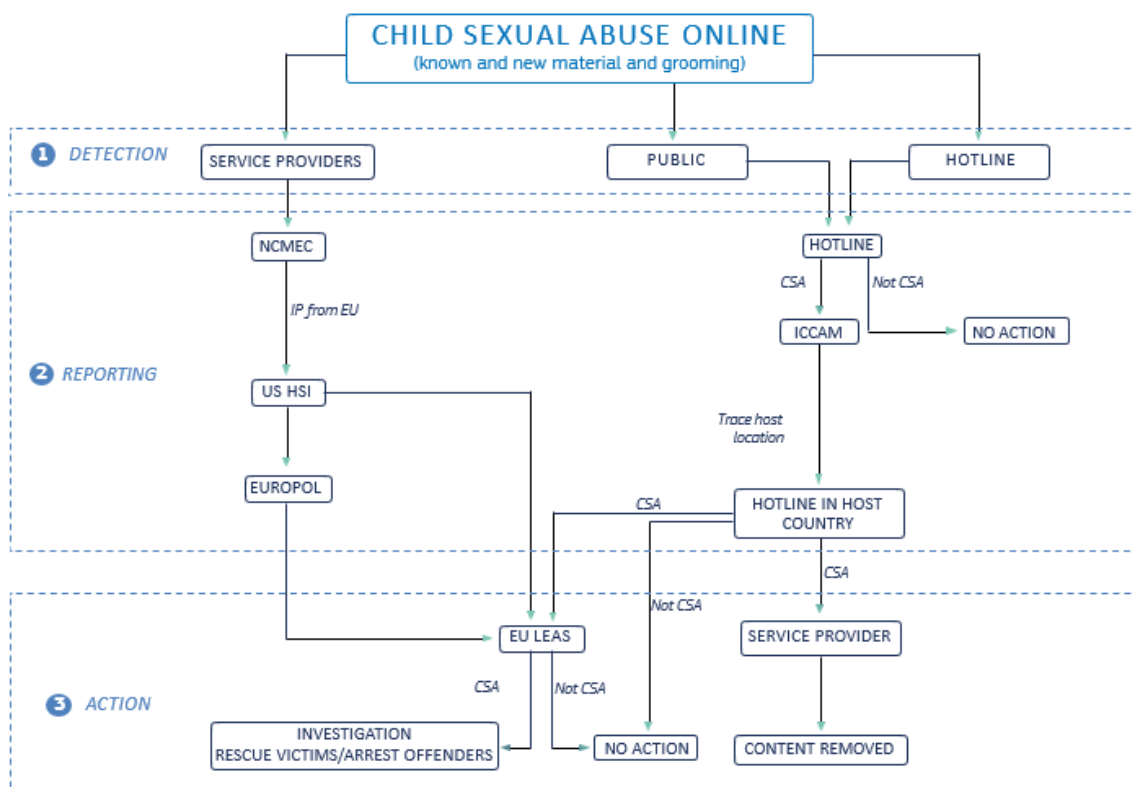 CHILD SEXUAL ABUSE ONLINE
(known and new material and grooming)
1 DETECTION
SERVICE PROVIDERS
PUBLIC
HOTLINE
NCMEC
HOTLINE
CSA
Not CSA
IP from EU
ICCAM
NO ACTION
2 REPORTING
US HSI
Trace host
location
EUROPOL
HOTLINE IN HOST
COUNTRY
CSA
CSA
Not CSA
EU LEAS
SERVICE PROVIDER
CSA
Not CSA
3 ACTION
INVESTIGATION
RESCUE VICTIMS/ARREST OFFENDERS
NO ACTION
CONTENT REMOVED